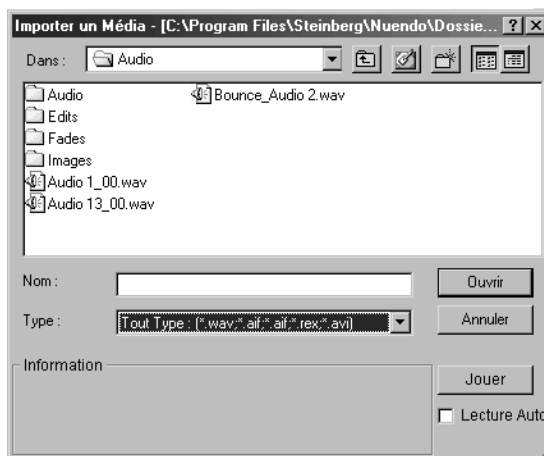 Importer un Média - [C:\Program Files\Steinberg\Nuendo\Dossie...
Dans :
Audio
Audio
Edits
Fades
Images
Audio 1_00.wav
Audio 13_00.wav
Bounce_Audio 2.wav
Nom :
Ouvrir
Type :
Tout Type : (*.wav;*.aif;*.aif;*.rex;*.avi)
Annuler
Information
Jouer
Lecture Auto